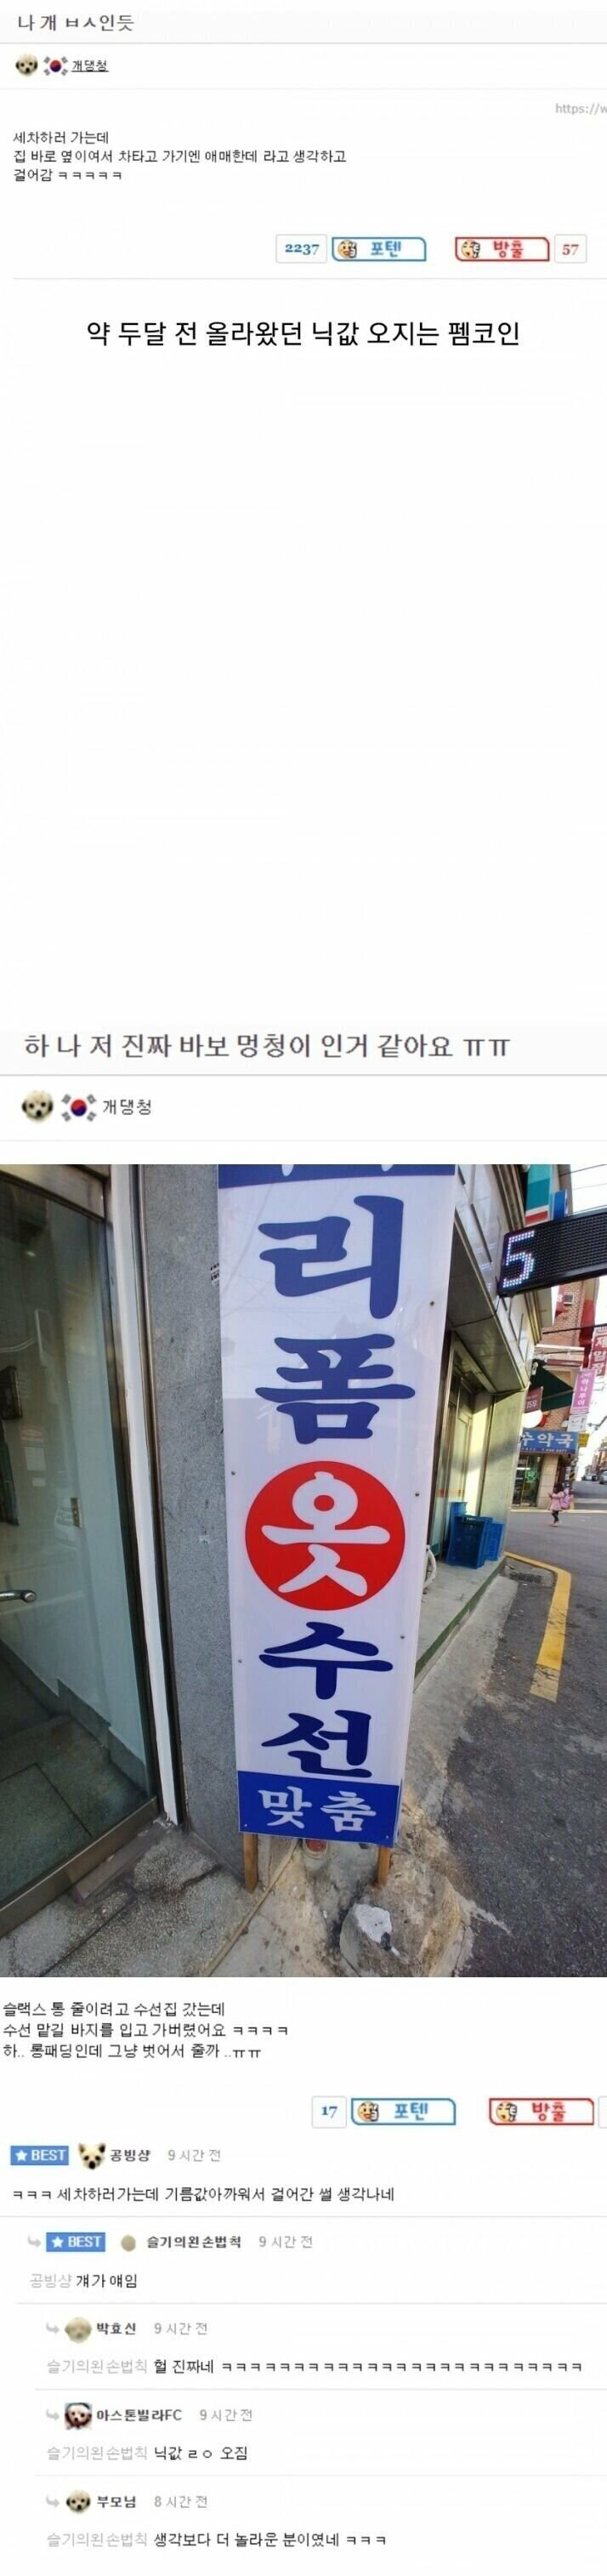 나 개 ㅂㅅ인듯
개댕청
https://w
세차하러 가는데
집 바로 옆이여서 차타고 가기엔 애매한데 라고 생각하고
걸어감 ㅋㅋㅋㅋㅋ
2237 포텐 방출 57
약 두달 전 올라왔던 닉값 오지는 펨코인
하 나 저 진짜 바보 멍청이 인거 같아요 ㅠㅠ
개댕청
리폼
옷
수선
맞춤
5
수약국
슬랙스 통 줄이려고 수선집 갔는데
수선 맡길 바지를 입고 가버렸어요 ㅋㅋㅋㅋ
하.. 롱패딩인데 그냥 벗어서 줄까 ..ㅠㅠ
17 포텐 방출
★ BEST 공빙샹 9 시간 전
ㅋㅋㅋ 세차하러가는데 기름값아까워서 걸어간 썰 생각나네
★ BEST 슬기의왼손법칙 9 시간 전
공빙샹 걔가 얘임
박효신 9 시간 전
슬기의왼손법칙 헐 진짜네 ㅋㅋㅋㅋㅋㅋㅋㅋㅋㅋㅋㅋㅋㅋㅋㅋㅋㅋㅋㅋㅋㅋㅋㅋㅋ
아스톤빌라FC 9 시간 전
슬기의왼손법칙 닉값 ㄹㅇ 오짐
부모님 8 시간 전
슬기의왼손법칙 생각보다 더 놀라운 분이였네 ㅋㅋㅋ